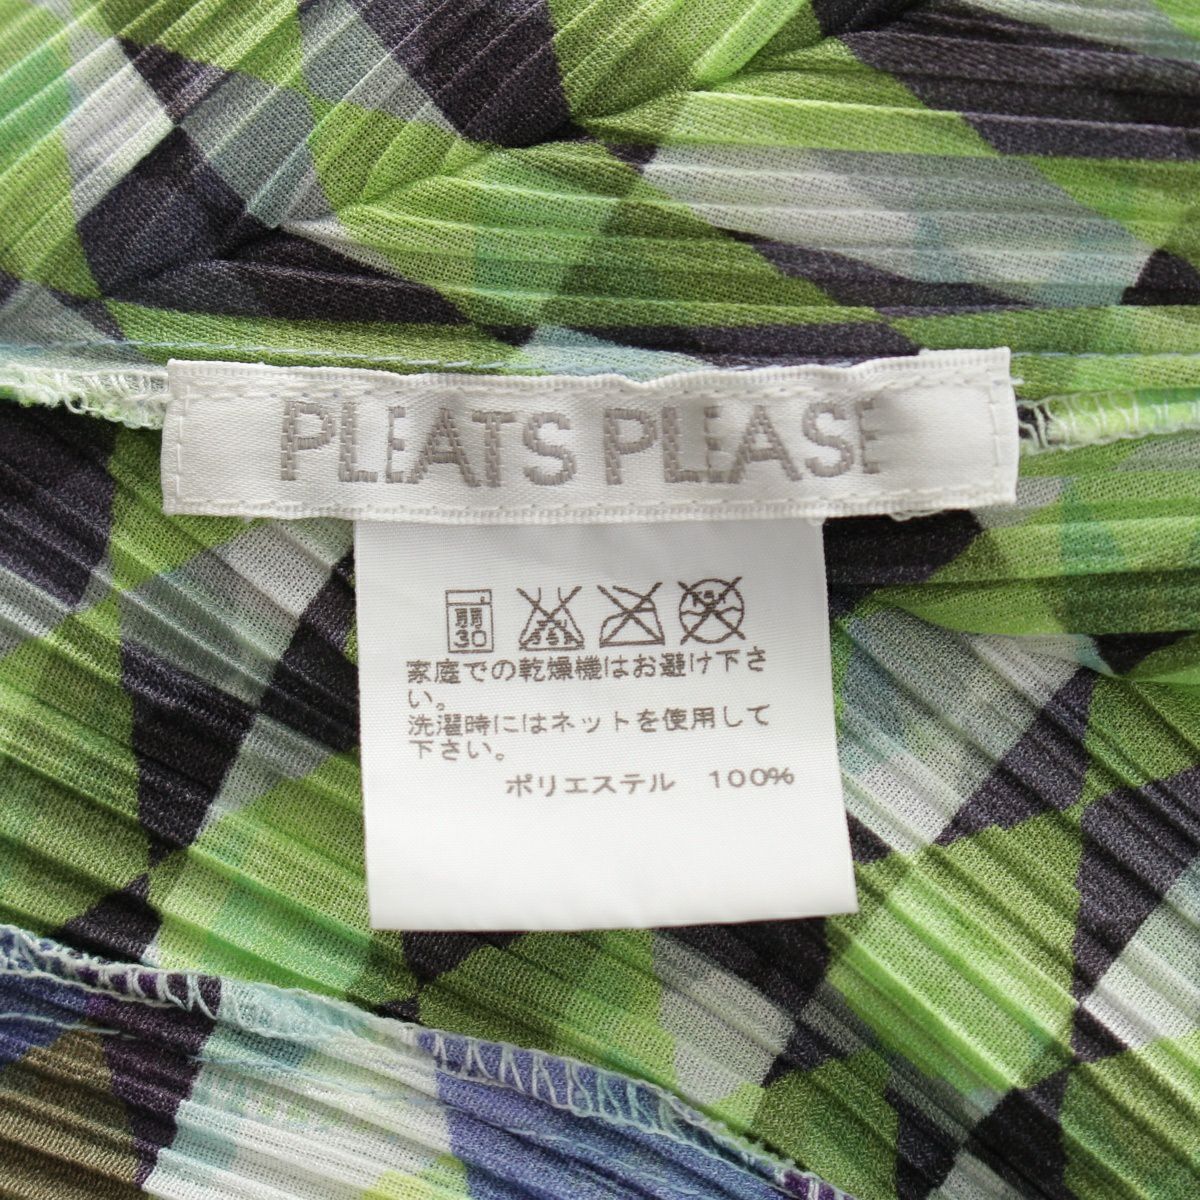 PLEATS PLEASE
弱
30
家庭での乾燥機はお避け下さ
い。
洗濯時にはネットを使用して
下さい。
ポリエステル 100%